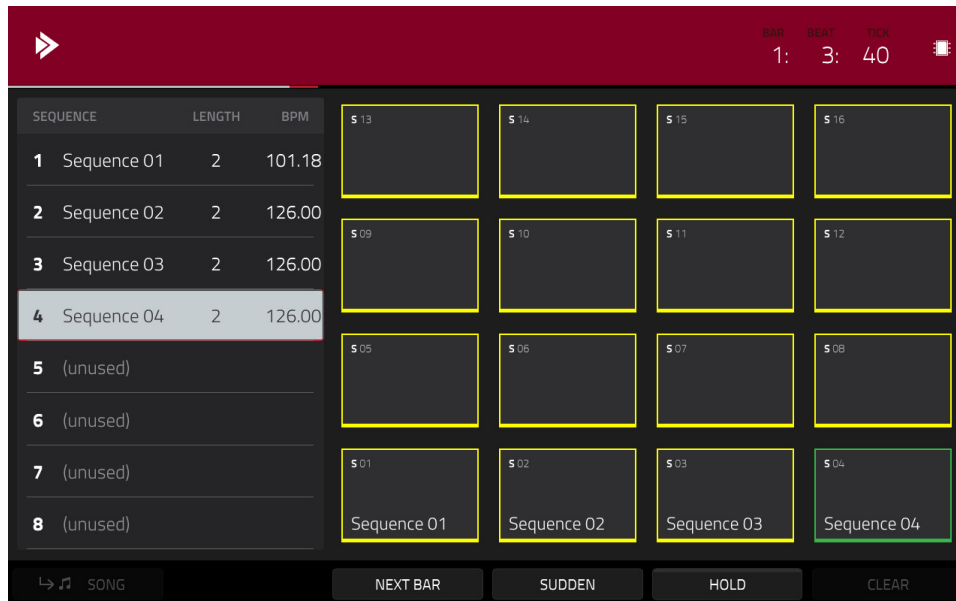 BAR BEAT TICK
1: 3: 40
SEQUENCE LENGTH BPM
1 Sequence 01 2 101.18
2 Sequence 02 2 126.00
3 Sequence 03 2 126.00
4 Sequence 04 2 126.00
5 (unused)
6 (unused)
7 (unused)
8 (unused)
S 13 S 14 S 15 S 16
S 09 S 10 S 11 S 12
S 05 S 06 S 07 S 08
S 01 S 02 S 03 S 04
Sequence 01 Sequence 02 Sequence 03 Sequence 04
SONG NEXT BAR SUDDEN HOLD CLEAR